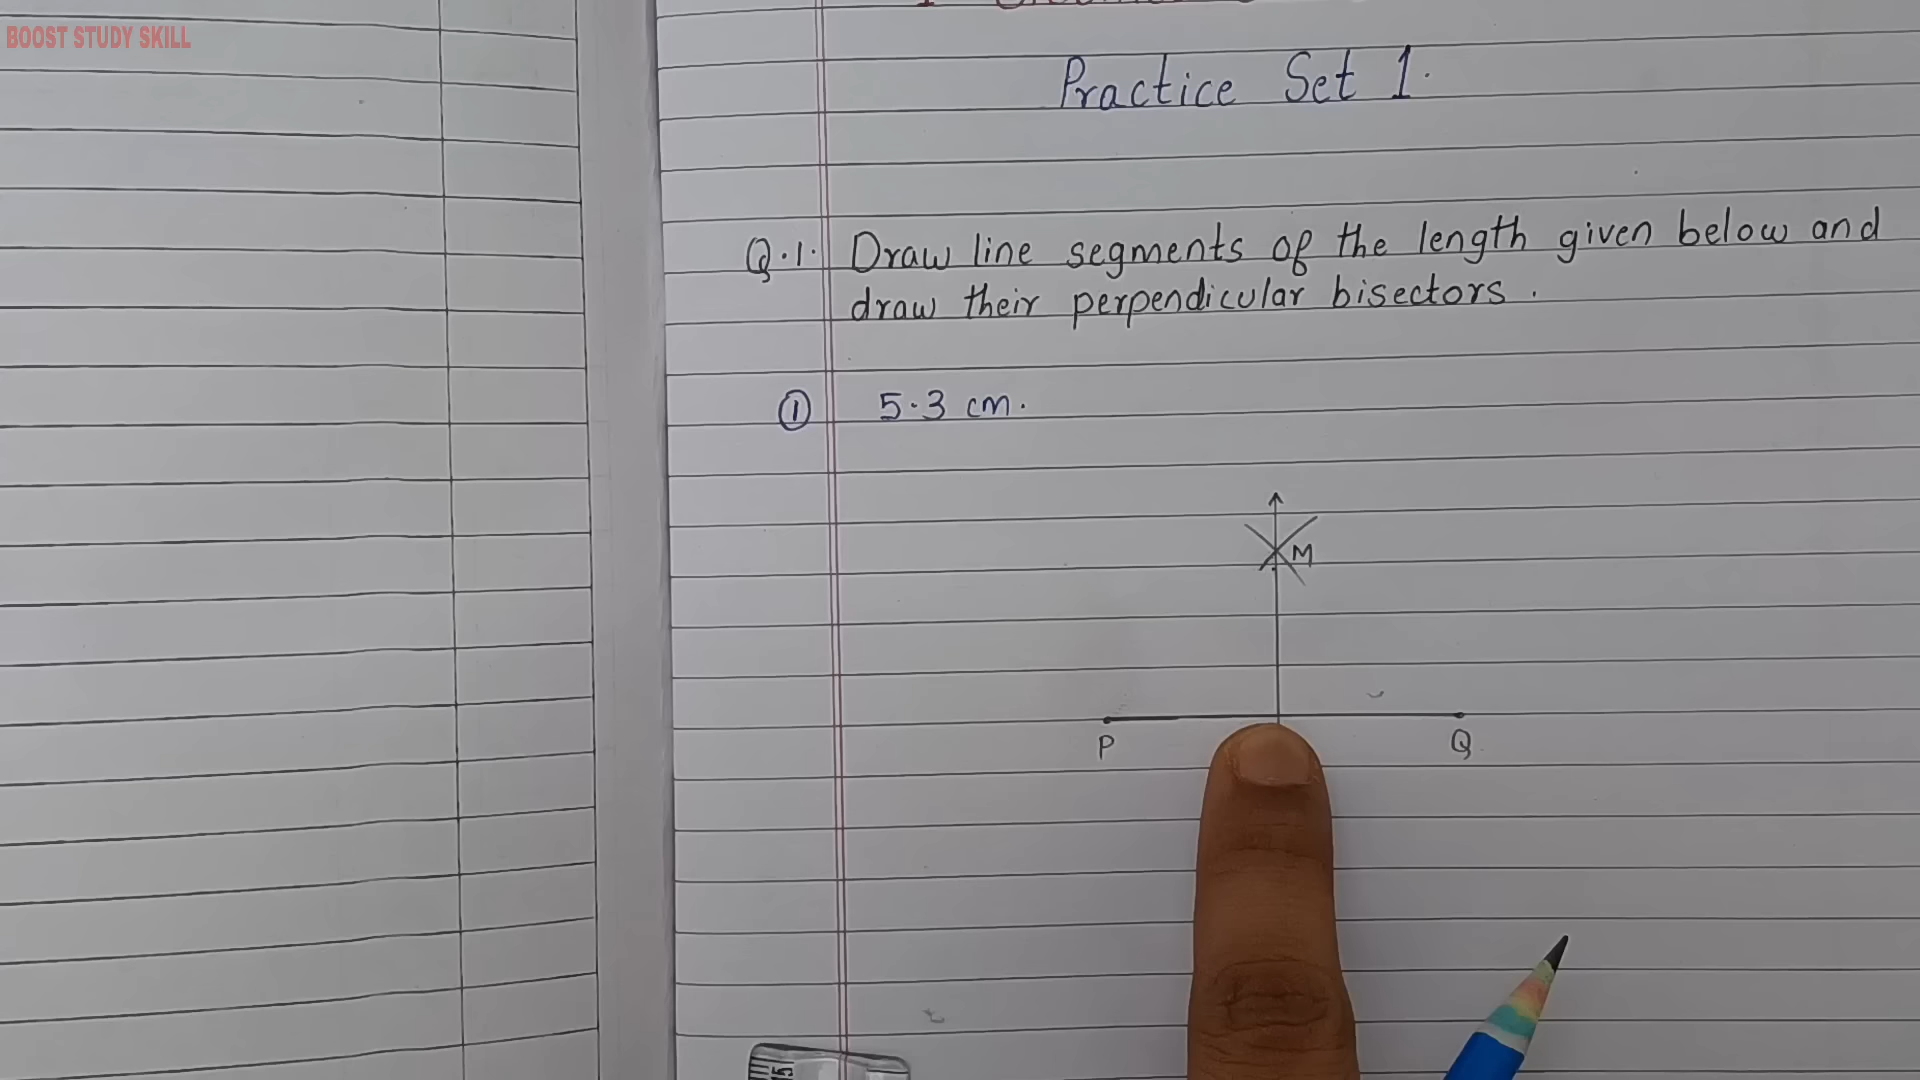 BOOST STUDY SKILL
Practice Set 1.
Q.1. Draw line segments of the length given below and
draw their perpendicular bisectors.
① 5.3 cm.
M
P
Q
15